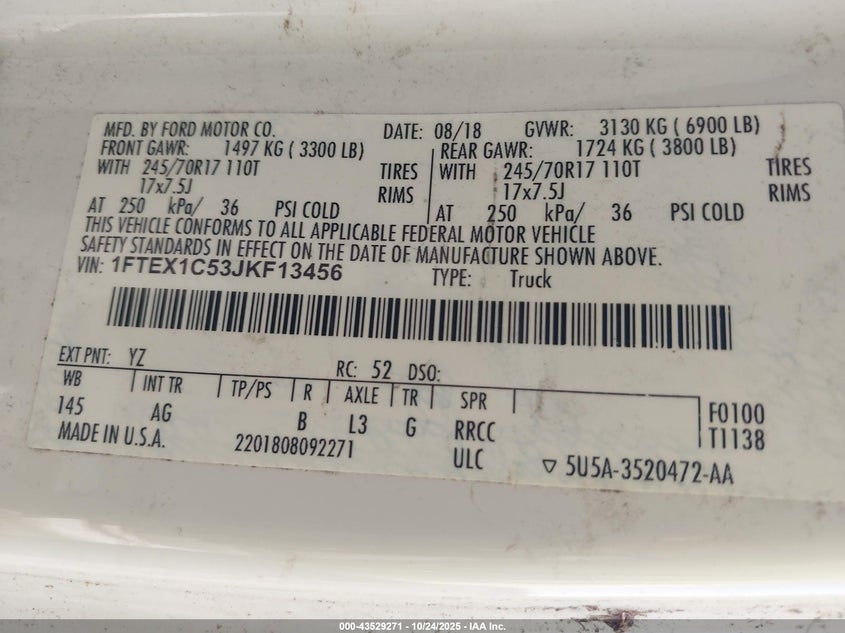 MFD. BY FORD MOTOR CO. DATE: 08/18 GVWR: 3130 KG ( 6900 LB)
FRONT GAWR: 1497 KG ( 3300 LB) REAR GAWR: 1724 KG ( 3800 LB)
WITH 245/70R17 110T TIRES WITH 245/70R17 110T TIRES
17x7.5J RIMS 17x7.5J RIMS
AT 250 kPa/ 36 PSI COLD AT 250 kPa/ 36 PSI COLD
THIS VEHICLE CONFORMS TO ALL APPLICABLE FEDERAL MOTOR VEHICLE
SAFETY STANDARDS IN EFFECT ON THE DATE OF MANUFACTURE SHOWN ABOVE.
VIN: 1FTEX1C53JKF13456 TYPE: Truck
EXT PNT: YZ RC: 52 DSO:
WB INT TR TP/PS R AXLE TR SPR
145 AG B L3 G RRCC F0100
MADE IN U.S.A. 2201808092271 ULC T1138
▽ 5U5A-3520472-AA
000-43529271 - 10/24/2025 - IAA Inc.